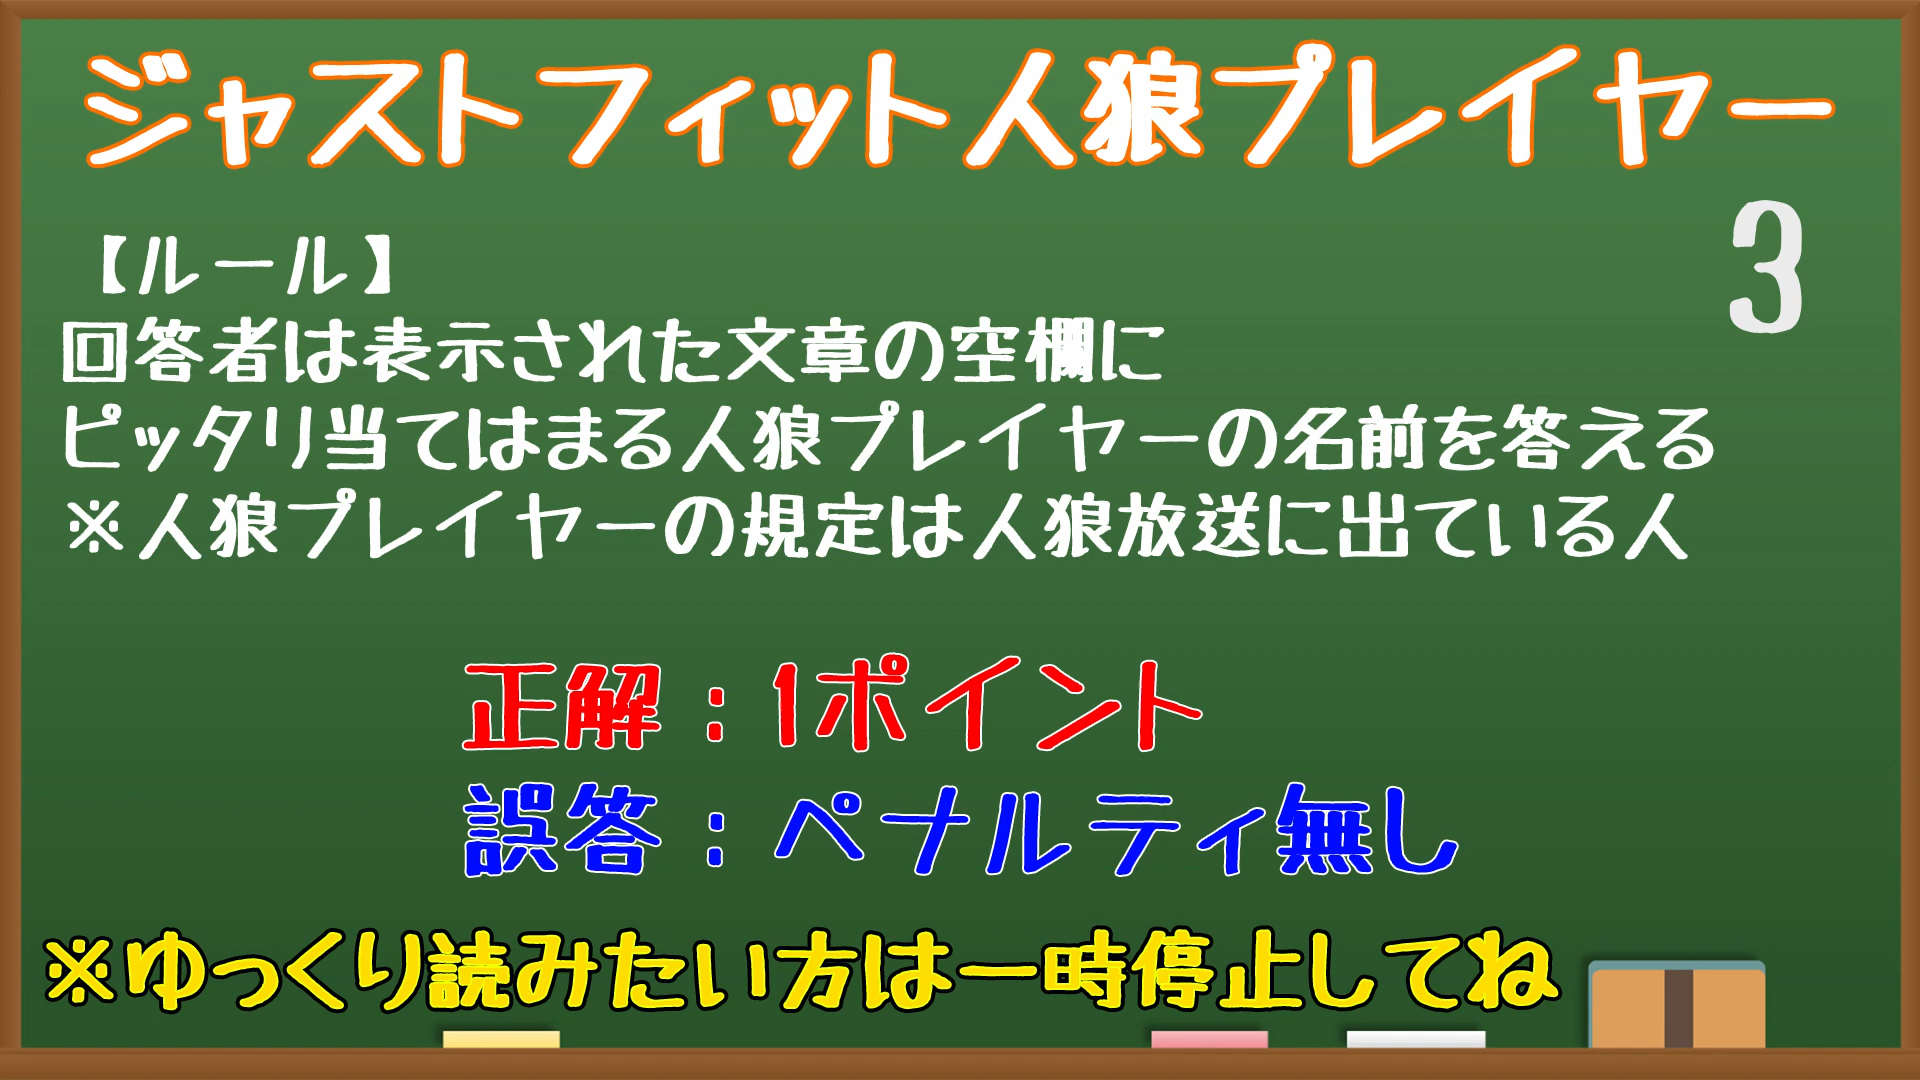 ジャストフィット人狼プレイヤー
3
【ルール】
回答者は表示された文章の空欄に
ピッタリ当てはまる人狼プレイヤーの名前を答える
※人狼プレイヤーの規定は人狼放送に出ている人
正解：1ポイント
誤答：ペナルティ無し
※ゆっくり読みたい方は一時停止してね